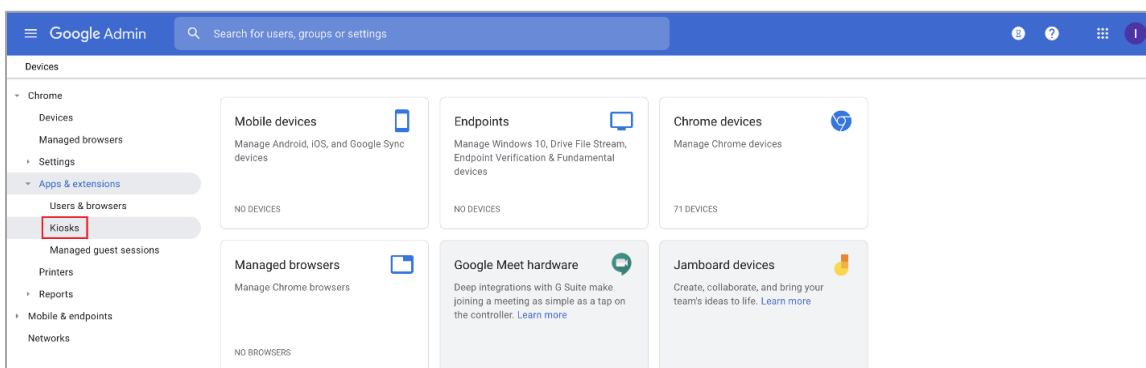 Google Admin
Search for users, groups or settings
I
Devices
Chrome
Devices
Managed browsers
Settings
Apps & extensions
Users & browsers
Kiosks
Managed guest sessions
Printers
Reports
Mobile & endpoints
Networks
Mobile devices
Manage Android, iOS, and Google Sync
devices
NO DEVICES
Endpoints
Manage Windows 10, Drive File Stream,
Endpoint Verification & Fundamental
devices
NO DEVICES
Chrome devices
Manage Chrome devices
71 DEVICES
Managed browsers
Manage Chrome browsers
NO BROWSERS
Google Meet hardware
Deep integrations with G Suite make
joining a meeting as simple as a tap on
the controller. Learn more
Jamboard devices
Create, collaborate, and bring your
team's ideas to life. Learn more